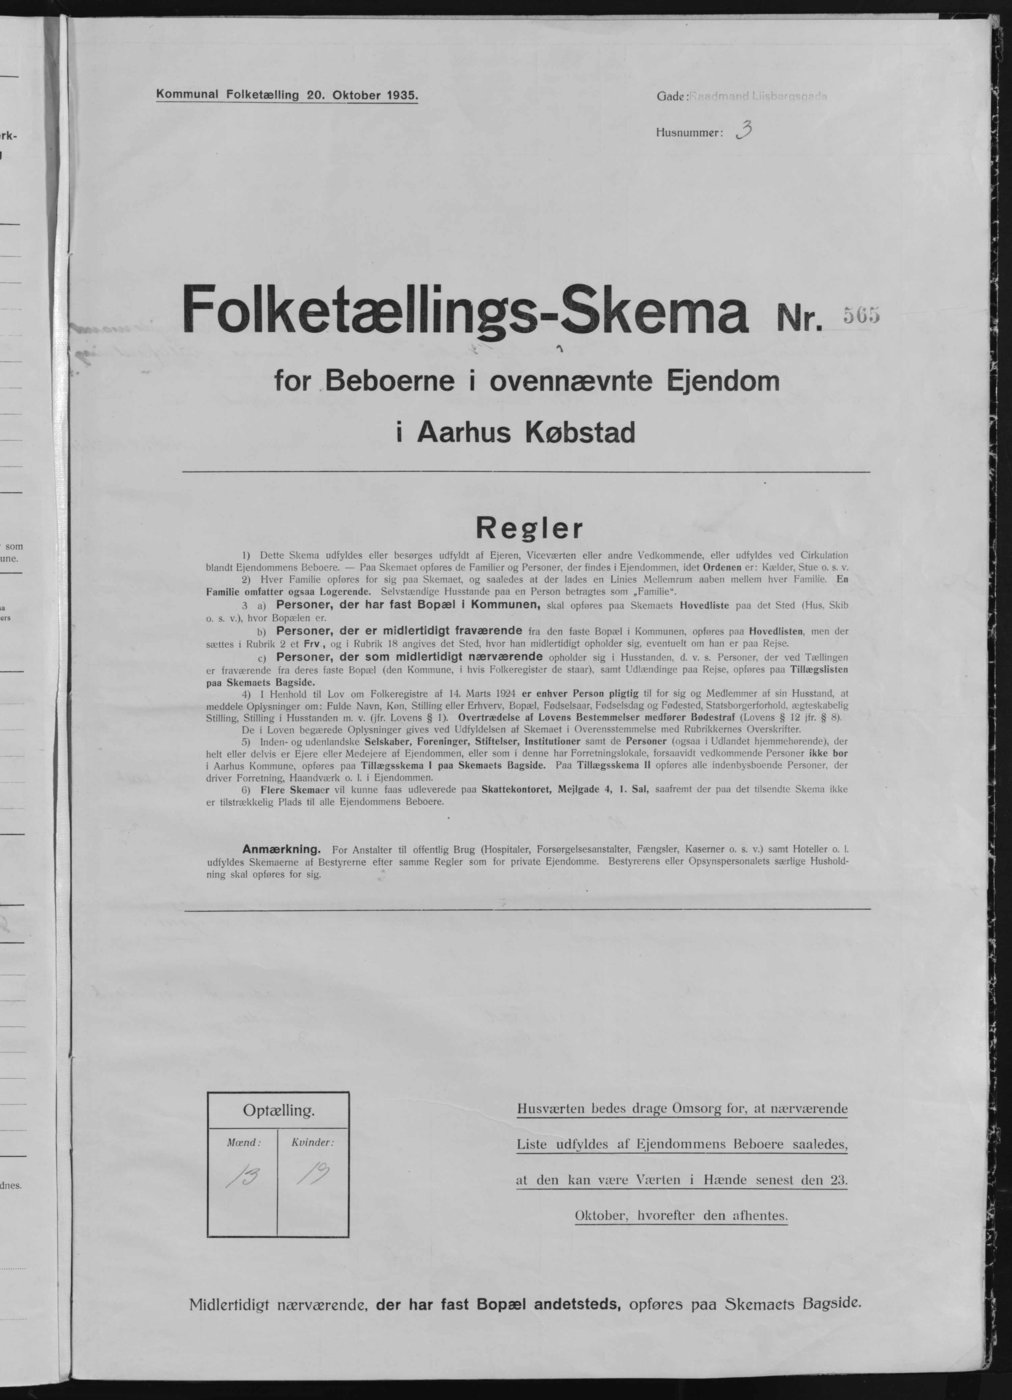 Kommunal Folketælling 20. Oktober 1935.
Gade: Raadmand Liisbergsgade
Husnummer: 3
Folketællings-Skema Nr. 565
for Beboerne i ovennævnte Ejendom
i Aarhus Købstad
Regler
1) Dette Skema udfyldes eller besørges udfyldt af Ejeren, Viceværten eller andre Vedkommende, eller udfyldes ved Cirkulation
blandt Ejendommens Beboere. — Paa Skemaet opføres de Familier og Personer, der findes i Ejendommen, idet Ordenen er: Kælder, Stue o. s. v.
2) Hver Familie opføres for sig paa Skemaet, og saaledes at der lades en Linies Mellemrum aaben mellem hver Familie. En
Familie omfatter ogsaa Logerende. Selvstændige Husstande paa en Person betragtes som „Familie".
3 a) Personer, der har fast Bopæl i Kommunen, skal opføres paa Skemaets Hovedliste paa det Sted (Hus, Skib
o. s. v.), hvor Bopælen er.
b) Personer, der er midlertidigt fraværende fra den faste Bopæl i Kommunen, opføres paa Hovedlisten, men der
sættes i Rubrik 2 et Frv., og i Rubrik 18 angives det Sted, hvor han midlertidigt opholder sig, eventuelt om han er paa Rejse.
c) Personer, der som midlertidigt nærværende opholder sig i Husstanden, d. v. s. Personer, der ved Tællingen
er fraværende fra deres faste Bopæl (den Kommune, i hvis Folkeregister de staar), samt Udlændinge paa Rejse, opføres paa Tillægslisten
paa Skemaets Bagside.
4) I Henhold til Lov om Folkeregistre af 14. Marts 1924 er enhver Person pligtig til for sig og Medlemmer af sin Husstand, at
meddele Oplysninger om: Fulde Navn, Køn, Stilling eller Erhverv, Bopæl, Fødselsaar, Fødselsdag og Fødested, Statsborgerforhold, ægteskabelig
Stilling, Stilling i Husstanden m. v. (jfr. Lovens § 1). Overtrædelse af Lovens Bestemmelser medfører Bødestraf (Lovens § 12 jfr. § 8).
De i Loven begærede Oplysninger gives ved Udfyldelsen af Skemaet i Overensstemmelse med Rubrikkernes Overskrifter.
5) Inden- og udenlandske Selskaber, Foreninger, Stiftelser, Institutioner samt de Personer (ogsaa i Udlandet hjemmehørende), der
helt eller delvis er Ejere eller Medejere af Ejendommen, eller som i denne har Forretningslokale, forsaavidt vedkommende Personer ikke bor
i Aarhus Kommune, opføres paa Tillægsskema I paa Skemaets Bagside. Paa Tillægsskema II opføres alle indenbysboende Personer, der
driver Forretning, Haandværk o. l. i Ejendommen.
6) Flere Skemaer vil kunne faas udleverede paa Skattekontoret, Mejlgade 4, 1. Sal, saafremt der paa det tilsendte Skema ikke
er tilstrækkelig Plads til alle Ejendommens Beboere.
Anmærkning. For Anstalter til offentlig Brug (Hospitaler, Forsørgelsesanstalter, Fængsler, Kaserner o. s. v.) samt Hoteller o. l.
udfyldes Skemaerne af Bestyrerne efter samme Regler som for private Ejendomme. Bestyrerens eller Opsynspersonalets særlige Hushold-
ning skal opføres for sig.
Optælling.
Mænd: Kvinder:
13 19
Husværten bedes drage Omsorg for, at nærværende
Liste udfyldes af Ejendommens Beboere saaledes,
at den kan være Værten i Hænde senest den 23.
Oktober, hvorefter den afhentes.
Midlertidigt nærværende, der har fast Bopæl andetsteds, opføres paa Skemaets Bagside.